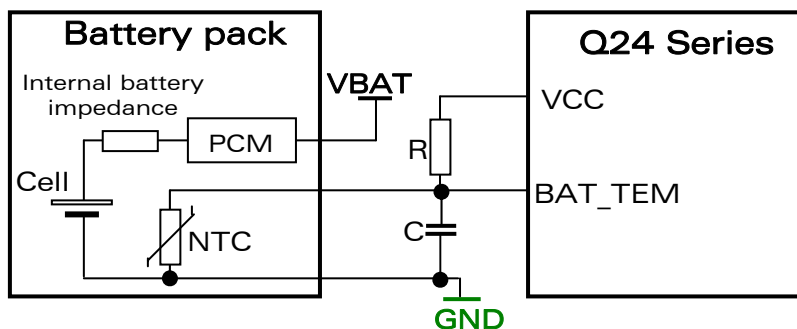 Battery pack
Q24 Series
Internal battery
impedance
VBAT
VCC
PCM
R
Cell
BAT_TEM
NTC
C
GND